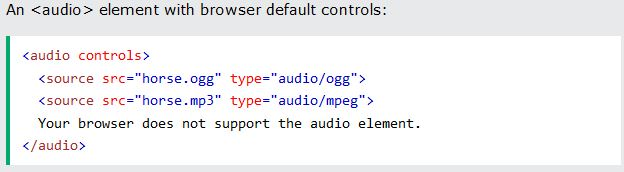 An <audio> element with browser default controls:
<audio controls>
  <source src="horse.ogg" type="audio/ogg">
  <source src="horse.mp3" type="audio/mpeg">
  Your browser does not support the audio element.
</audio>